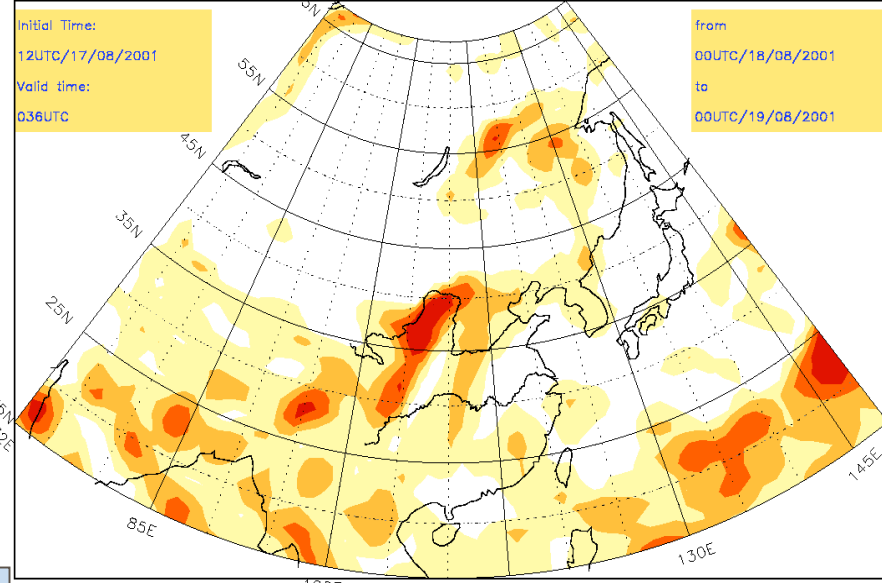 Initial Time:
12UTC/17/08/2001
Valid time:
036UTC
from
00UTC/18/08/2001
to
00UTC/19/08/2001
55N
45N
35N
25N
85E
130E
145E